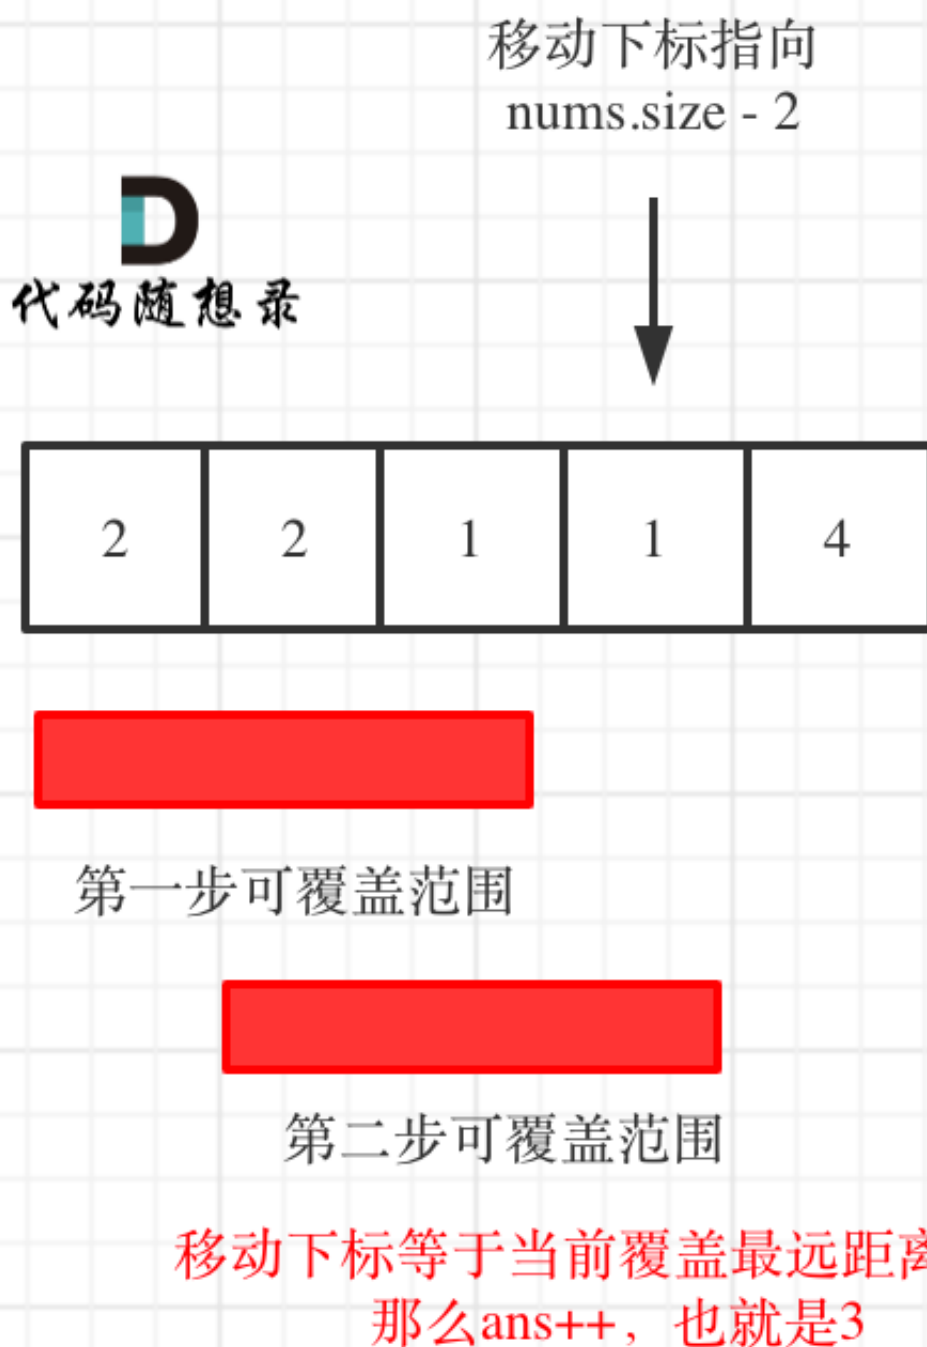 移动下标指向
nums.size - 2
代码随想录
2 2 1 1 4
第一步可覆盖范围
第二步可覆盖范围
移动下标等于当前覆盖最远距离
那么ans++，也就是3